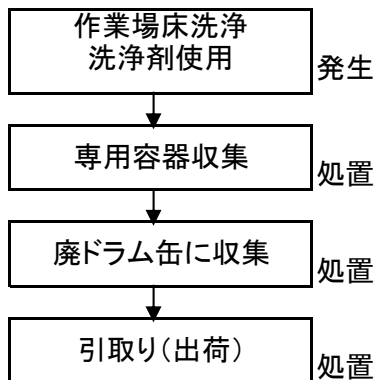 作業場床洗浄
洗浄剤使用
発生
専用容器収集
処置
廃ドラム缶に収集
処置
引取り（出荷）
処置